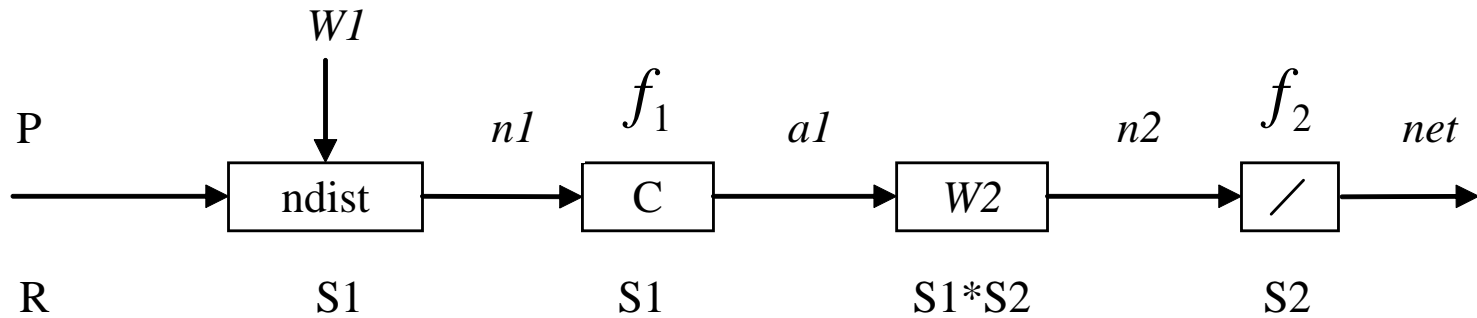 W1
P n1 f1 a1 n2 f2 net
ndist C W2 /
R S1 S1 S1*S2 S2